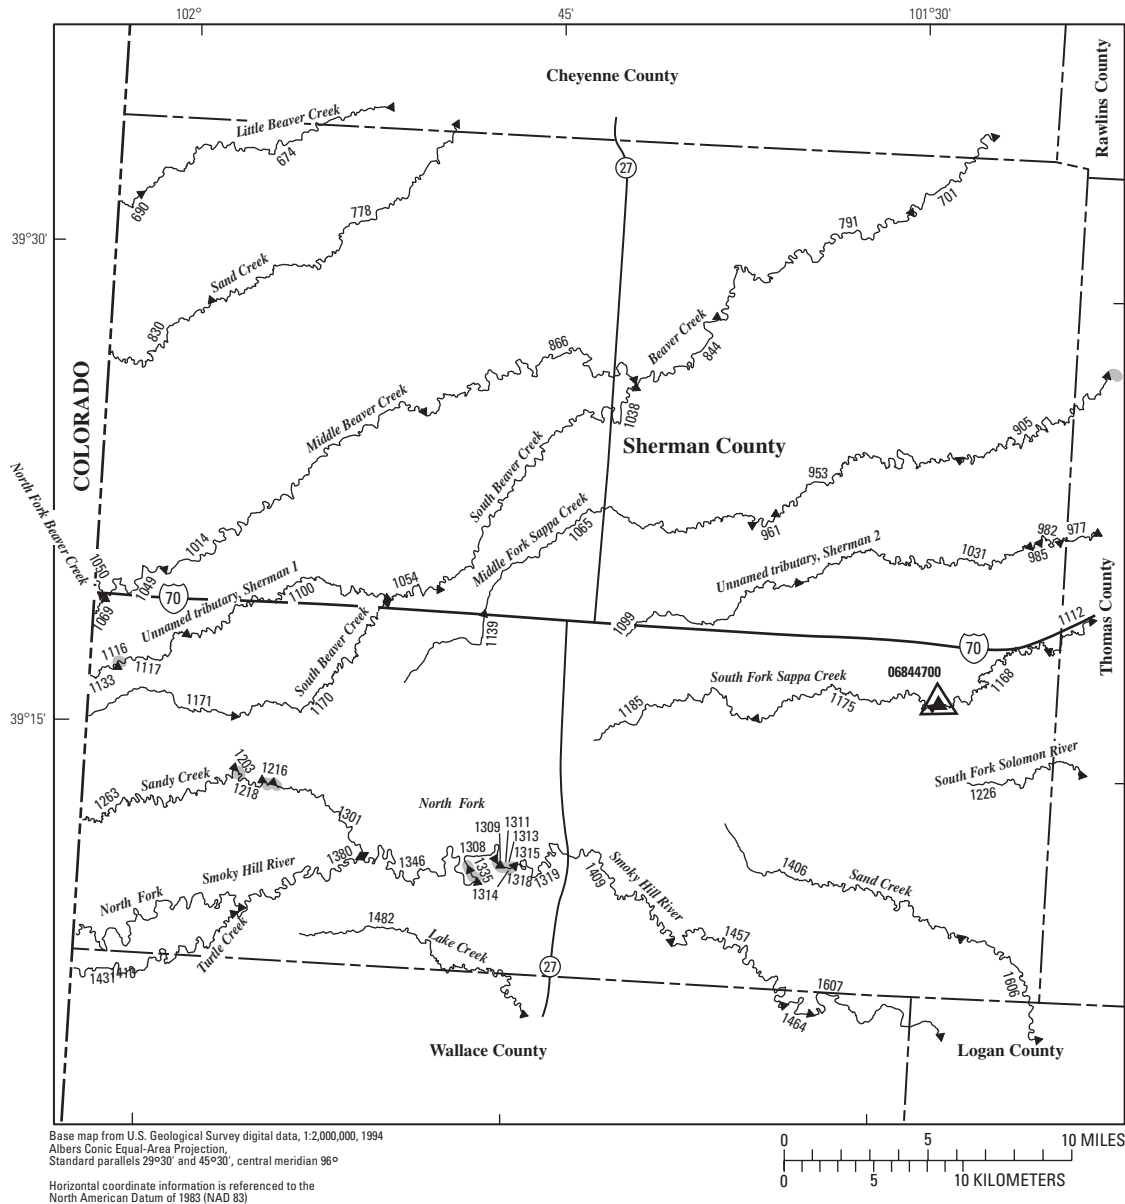 102°
45'
101°30'
Cheyenne County
Rawlins County
Little Beaver Creek
674
27
690
778
701
791
39°30'
Sand Creek
830
Beaver Creek
844
866
COLORADO
Middle Beaver Creek
1038
905
Sherman County
South Beaver Creek
953
North Fork Beaver Creek
961
Middle Fork Sappa Creek
1065
982
977
985
1014
1031
Unnamed tributary, Sherman 2
1050
1049
1054
70
1069
Unnamed tributary, Sherman 1
1100
1099
1112
Thomas County
1139
70
1116
1117
1133
South Beaver Creek
1170
1171
South Fork Sappa Creek
06844700
1168
1185
1175
39°15'
South Fork Solomon River
1226
1203
1216
Sandy Creek
1218
1263
1301
North Fork
1309
1311
1313
1315
1308
1335
1314
1318
1319
1380
1346
Smoky Hill River
North Fork
1409
Smoky Hill River
1406
Sand Creek
1482
Lake Creek
Turtle Creek
1431
1410
1457
27
1606
1607
1464
Wallace County
Logan County
Base map from U.S. Geological Survey digital data, 1:2,000,000, 1994
Albers Conic Equal-Area Projection,
Standard parallels 29°30' and 45°30', central meridian 96°
Horizontal coordinate information is referenced to the
North American Datum of 1983 (NAD 83)
0 5 10 MILES
0 5 10 KILOMETERS